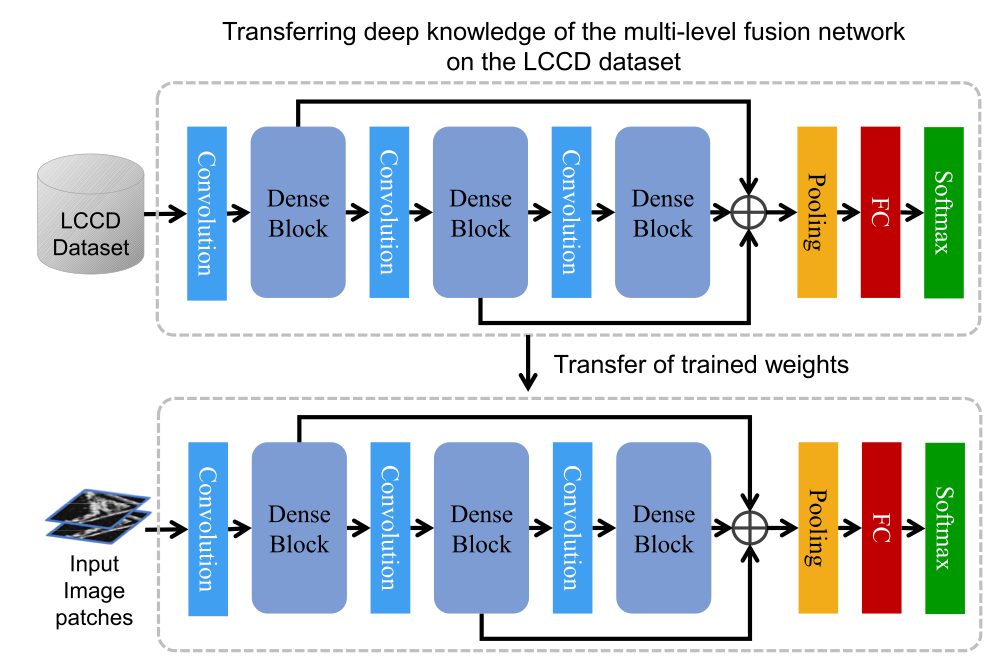 Transferring deep knowledge of the multi-level fusion network
on the LCCD dataset
LCCD
Dataset
Convolution
Dense
Block
Convolution
Dense
Block
Convolution
Dense
Block
Pooling
FC
Softmax
Transfer of trained weights
Input
Image
patches
Convolution
Dense
Block
Convolution
Dense
Block
Convolution
Dense
Block
Pooling
FC
Softmax